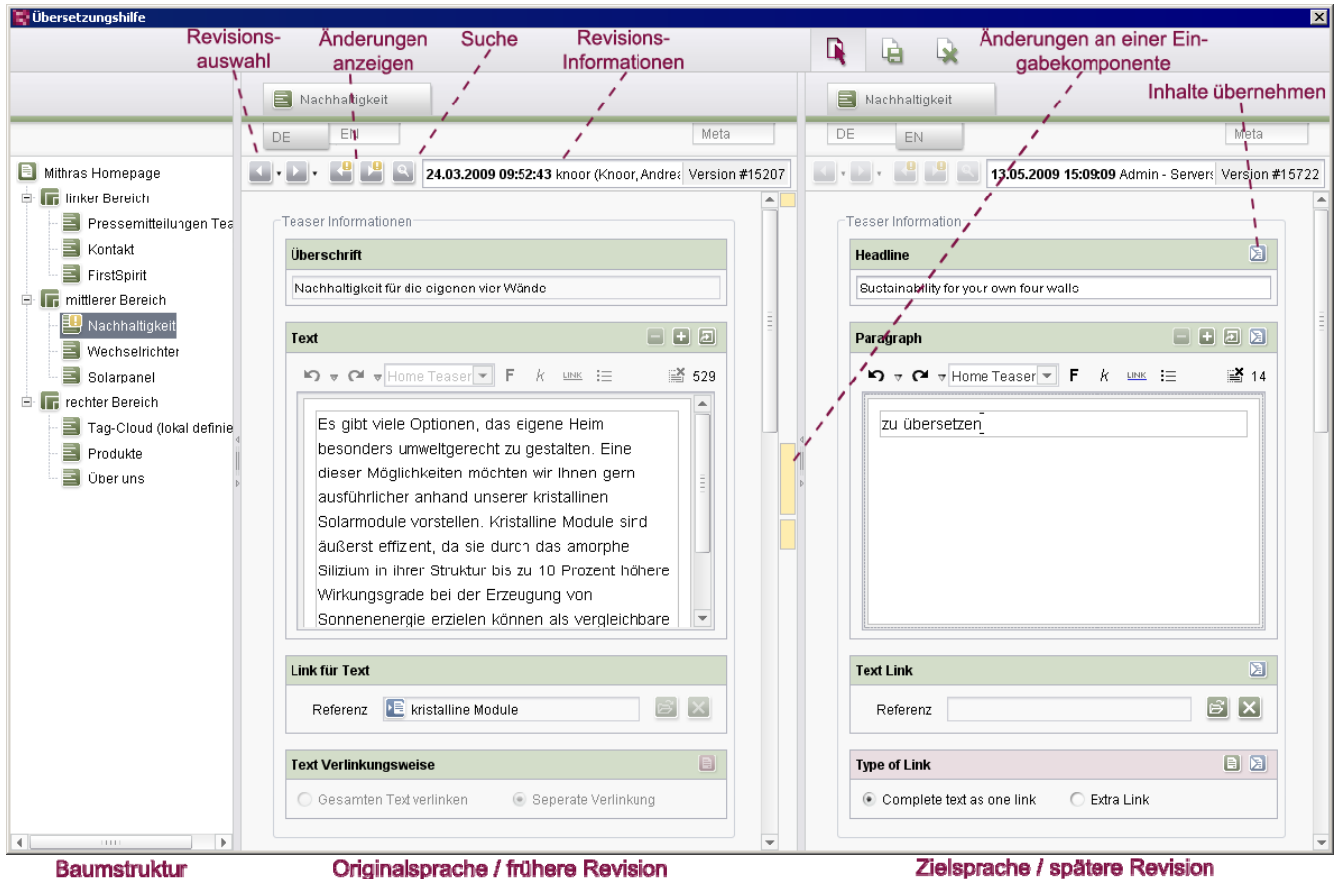 Übersetzungshilfe
Revisions-
auswahl
Änderungen
anzeigen
Suche
Revisions-
Informationen
Änderungen an einer Ein-
gabekomponente
Inhalte übernehmen
Nachhaltigkeit
Nachhaltigkeit
DE
EN
Meta
DE
EN
Meta
24.03.2009 09:52:43 knoor (Knoor, Andrea Version #15207
13.05.2009 15:09:09 Admin - Servers Version #15722
Mithras Homepage
linker Bereich
Pressemitteilungen Tea
Kontakt
FirstSpirit
mittlerer Bereich
Nachhaltigkeit
Wechselrichter
Solarpanel
rechter Bereich
Tag-Cloud (lokal definie
Produkte
Über uns
Teaser Informationen
Überschrift
Nachhaltigkeit für die eigenen vier Wände
Text
Home Teaser F k LINK 529
Es gibt viele Optionen, das eigene Heim
besonders umweltgerecht zu gestalten. Eine
dieser Möglichkeiten möchten wir Ihnen gern
ausführlicher anhand unserer kristallinen
Solarmodule vorstellen. Kristalline Module sind
äußerst effizent, da sie durch das amorphe
Silizium in ihrer Struktur bis zu 10 Prozent höhere
Wirkungsgrade bei der Erzeugung von
Sonnenenergie erzielen können als vergleichbare
Link für Text
Referenz kristalline Module
Text Verlinkungsweise
Gesamten Text verlinken Seperate Verlinkung
Teaser Information
Headline
Sustainability for your own four walls
Paragraph
Home Teaser F k LINK 14
zu übersetzen
Text Link
Referenz
Type of Link
Complete text as one link Extra Link
Baumstruktur
Originalsprache / frühere Revision
Zielsprache / spätere Revision